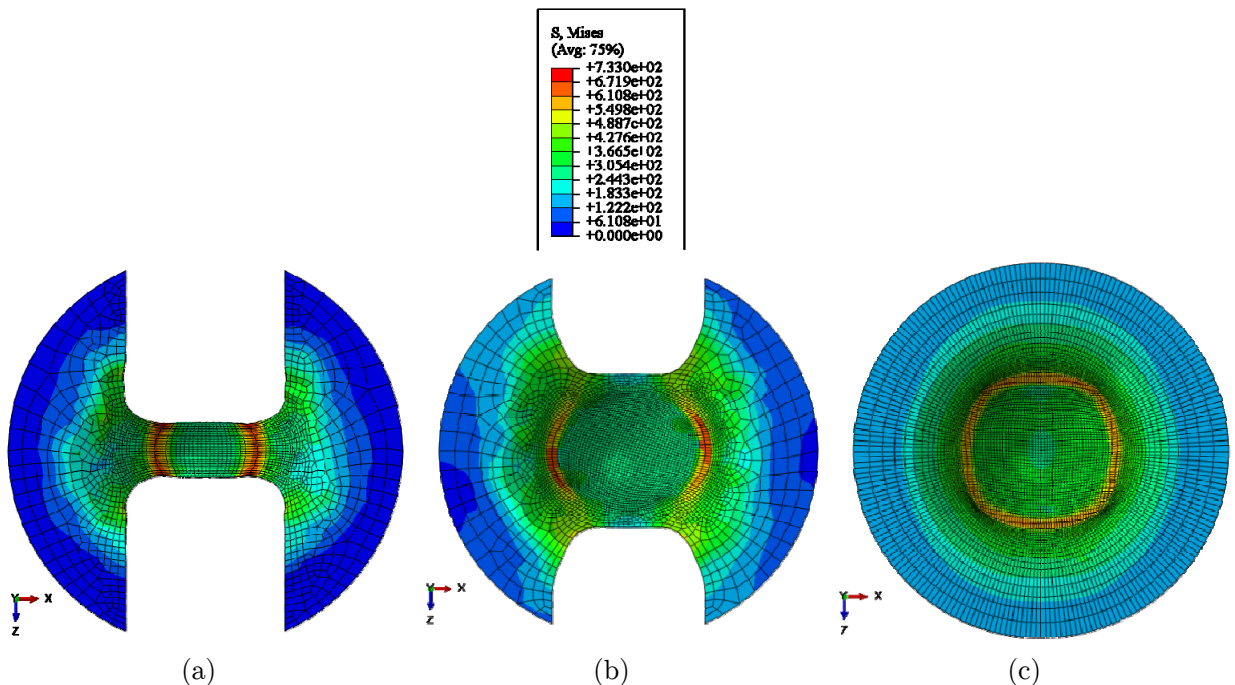 S, Mises
(Avg: 75%)
+7.330e+02
+6.719e+02
+6.108e+02
+5.498e+02
+4.887e+02
+4.276e+02
+3.665e+02
+3.054e+02
+2.443e+02
+1.833e+02
+1.222e+02
+6.108e+01
+0.000e+00
Y X
Z
Y X
Z
Y X
Z
(a)
(b)
(c)